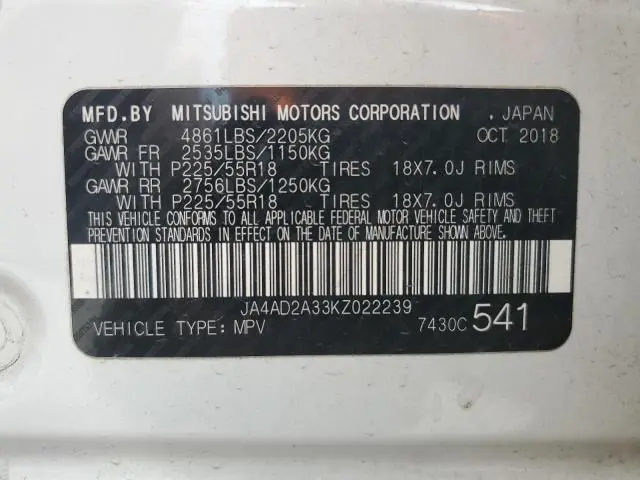 MFD.BY MITSUBISHI MOTORS CORPORATION . JAPAN
GVWR 4861LBS/2205KG OCT 2018
GAWR FR 2535LBS/1150KG
WITH P225/55R18 TIRES 18X7.0J RIMS
GAWR RR 2756LBS/1250KG
WITH P225/55R18 TIRES 18X7.0J RIMS
THIS VEHICLE CONFORMS TO ALL APPLICABLE FEDERAL MOTOR VEHICLE SAFETY AND THEFT
PREVENTION STANDARDS IN EFFECT ON THE DATE OF MANUFACTURE SHOWN ABOVE.
JA4AD2A33KZ022239
VEHICLE TYPE: MPV 7430C 541